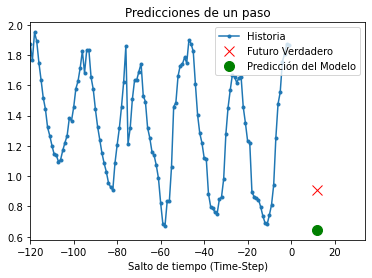 Predicciones de un paso
2.0
1.8
1.6
1.4
1.2
1.0
0.8
0.6
Historia
Futuro Verdadero
Predicción del Modelo
−120 −100 −80 −60 −40 −20 0 20
Salto de tiempo (Time-Step)